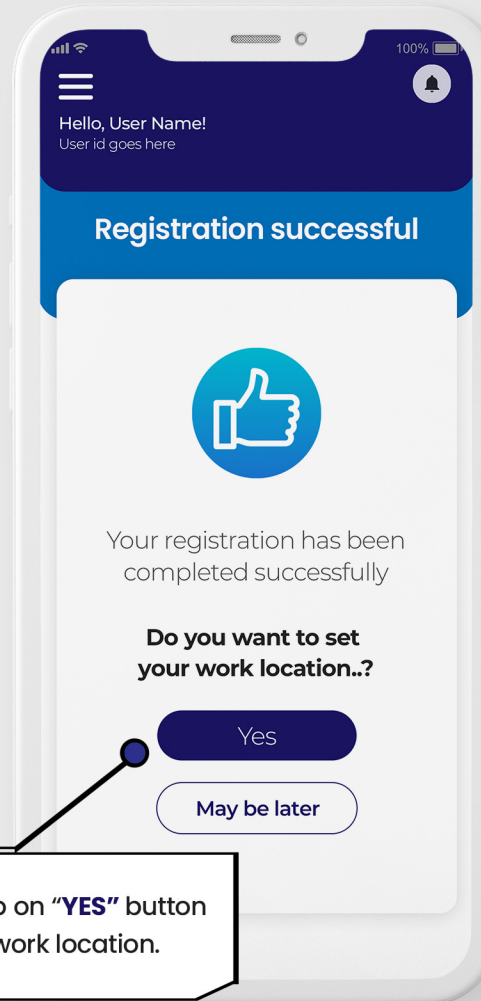 100%
Hello, User Name!
User id goes here
Registration successful
Your registration has been
completed successfully
Do you want to set
your work location..?
Yes
May be later
on “YES” button
work location.